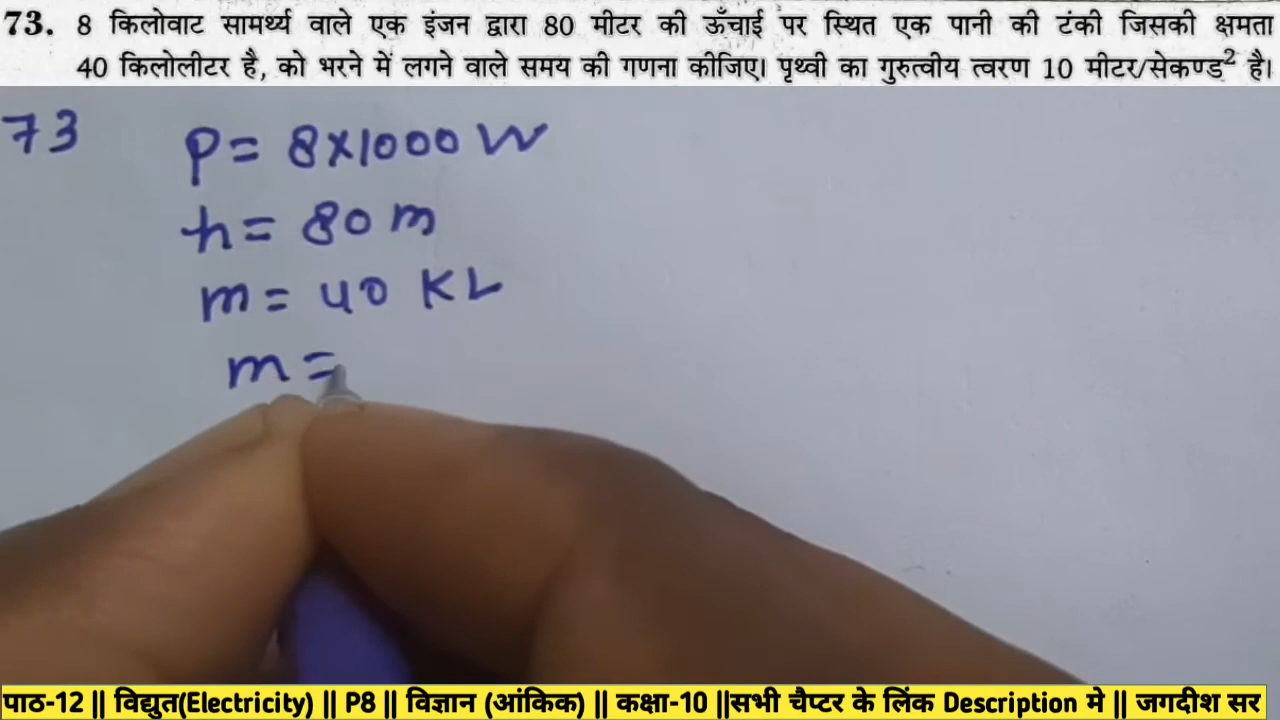 73. 8 किलोवाट सामर्थ्य वाले एक इंजन द्वारा 80 मीटर की ऊँचाई पर स्थित एक पानी की टंकी जिसकी क्षमता
40 किलोलीटर है, को भरने में लगने वाले समय की गणना कीजिए। पृथ्वी का गुरुत्वीय त्वरण 10 मीटर/सेकण्ड² है।
73 P = 8×1000 W
h = 80 m
m = 40 KL
m =
पाठ-12 || विद्युत(Electricity) || P8 || विज्ञान (आंकिक) || कक्षा-10 ||सभी चैप्टर के लिंक Description मे || जगदीश सर